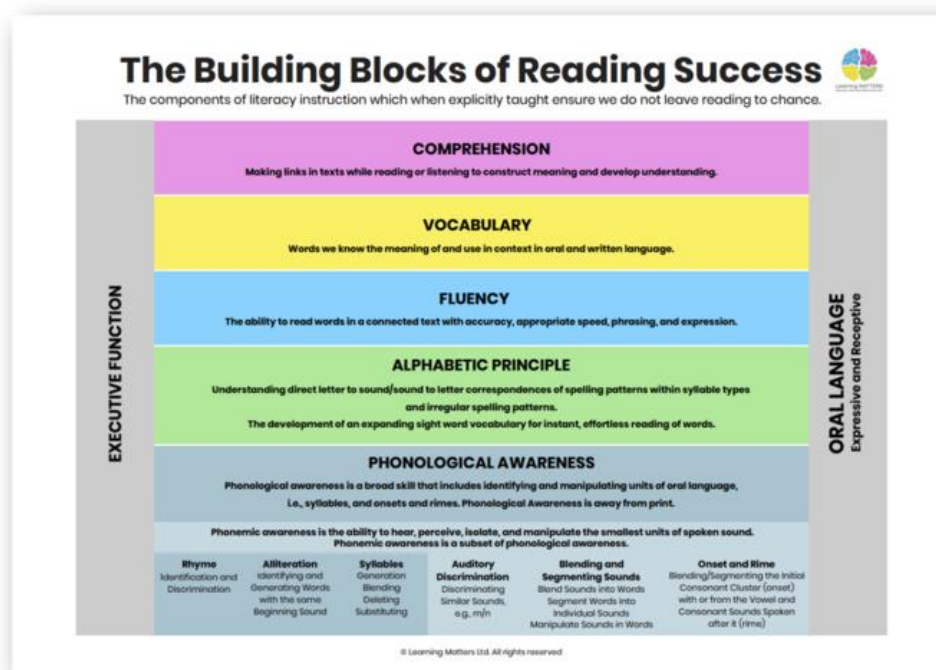 The Building Blocks of Reading Success
Learning MATTERS
The components of literacy instruction which when explicitly taught ensure we do not leave reading to chance.
EXECUTIVE FUNCTION
COMPREHENSION
Making links in texts while reading or listening to construct meaning and develop understanding.
VOCABULARY
Words we know the meaning of and use in context in oral and written language.
FLUENCY
The ability to read words in a connected text with accuracy, appropriate speed, phrasing, and expression.
ALPHABETIC PRINCIPLE
Understanding direct letter to sound/sound to letter correspondences of spelling patterns within syllable types
and irregular spelling patterns.
The development of an expanding sight word vocabulary for instant, effortless reading of words.
PHONOLOGICAL AWARENESS
Phonological awareness is a broad skill that includes identifying and manipulating units of oral language,
i.e., syllables, and onsets and rimes. Phonological Awareness is away from print.
Phonemic awareness is the ability to hear, perceive, isolate, and manipulate the smallest units of spoken sound.
Phonemic awareness is a subset of phonological awareness.
Rhyme
Identification and
Discrimination
Alliteration
Identifying and
Generating Words
with the same
Beginning Sound
Syllables
Generation
Blending
Deleting
Substituting
Auditory
Discrimination
Discriminating
Similar Sounds,
e.g., m/n
Blending and
Segmenting Sounds
Blend Sounds into Words
Segment Words into
Individual Sounds
Manipulate Sounds in Words
Onset and Rime
Blending/Segmenting the Initial
Consonant Cluster (onset)
with or from the Vowel and
Consonant Sounds Spoken
after it (rime)
ORAL LANGUAGE
Expressive and Receptive
© Learning Matters Ltd. All rights reserved